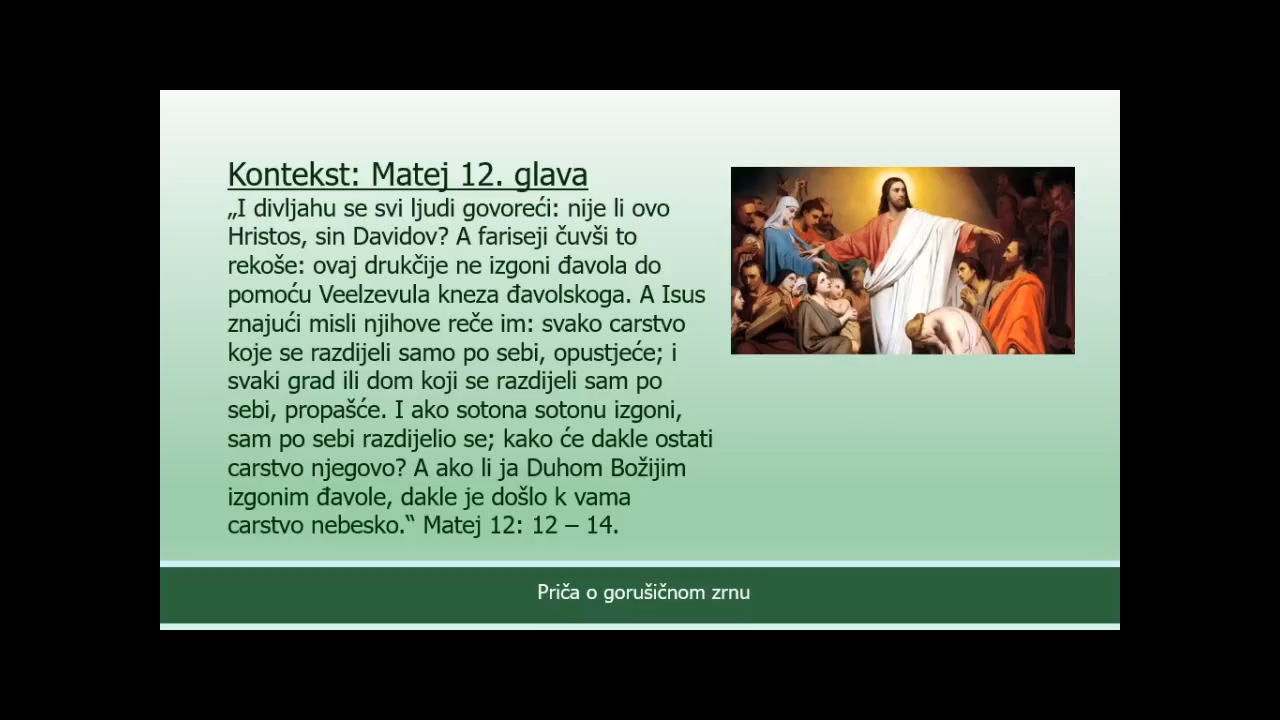 Kontekst: Matej 12. glava
„I divljahu se svi ljudi govoreći: nije li ovo
Hristos, sin Davidov? A fariseji čuvši to
rekoše: ovaj drukčije ne izgoni đavola do
pomoću Veelzevula kneza đavolskoga. A Isus
znajući misli njihove reče im: svako carstvo
koje se razdijeli samo po sebi, opustjeće; i
svaki grad ili dom koji se razdijeli sam po
sebi, propašće. I ako sotona sotonu izgoni,
sam po sebi razdijelio se; kako će dakle ostati
carstvo njegovo? A ako li ja Duhom Božijim
izgonim đavole, dakle je došlo k vama
carstvo nebesko.“ Matej 12: 12 – 14.
Priča o gorušičnom zrnu